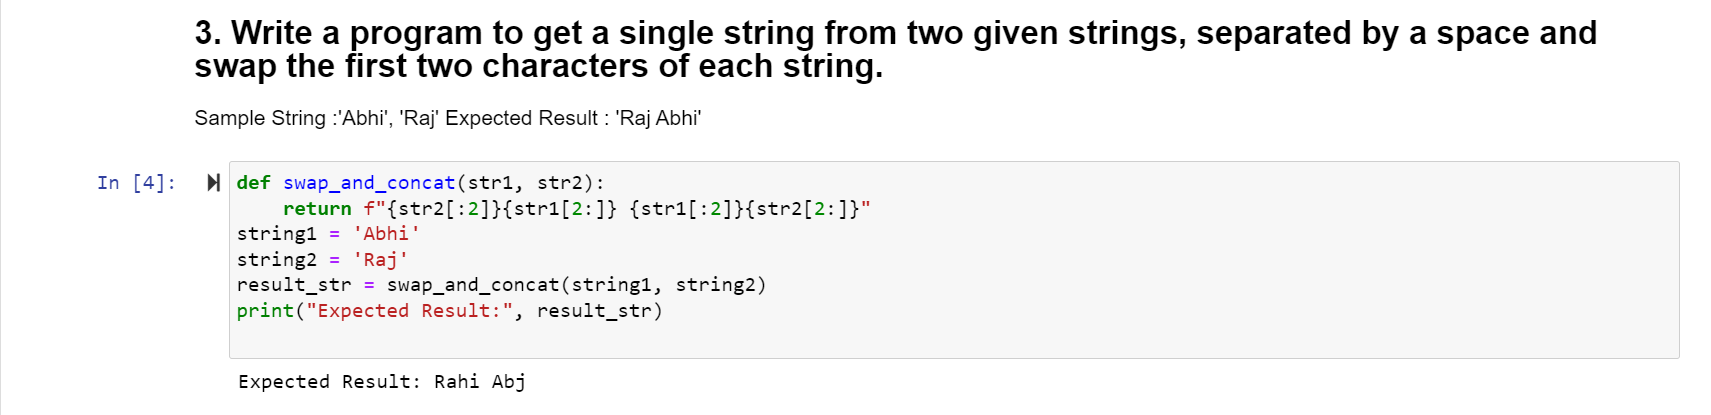 3. Write a program to get a single string from two given strings, separated by a space and
swap the first two characters of each string.
Sample String :'Abhi', 'Raj' Expected Result : 'Raj Abhi'
In [4]:
def swap_and_concat(str1, str2):
    return f"{str2[:2]}{str1[2:]} {str1[:2]}{str2[2:]}"
string1 = 'Abhi'
string2 = 'Raj'
result_str = swap_and_concat(string1, string2)
print("Expected Result:", result_str)
Expected Result: Rahi Abj